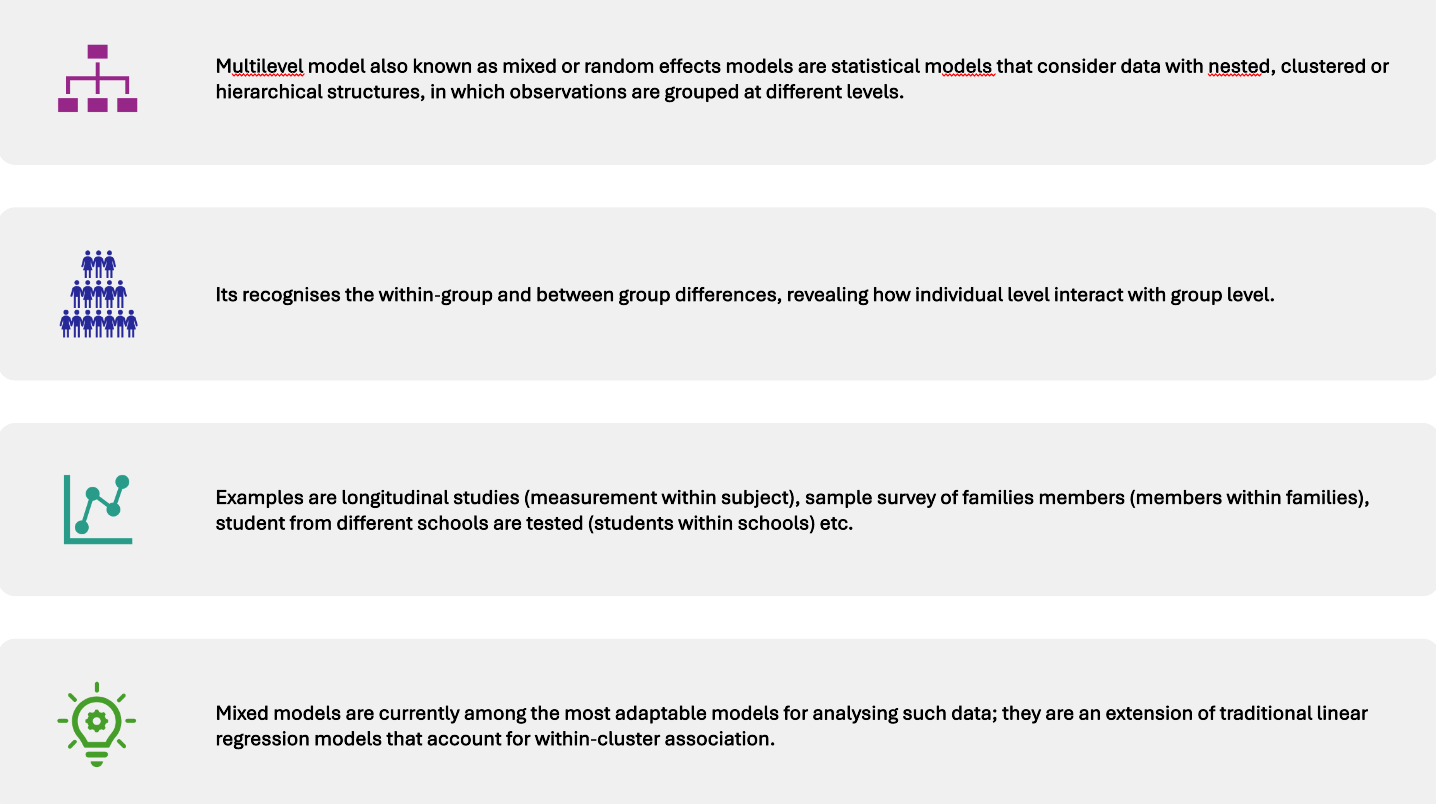 Multilevel model also known as mixed or random effects models are statistical models that consider data with nested, clustered or
hierarchical structures, in which observations are grouped at different levels.
Its recognises the within-group and between group differences, revealing how individual level interact with group level.
Examples are longitudinal studies (measurement within subject), sample survey of families members (members within families),
student from different schools are tested (students within schools) etc.
Mixed models are currently among the most adaptable models for analysing such data; they are an extension of traditional linear
regression models that account for within-cluster association.